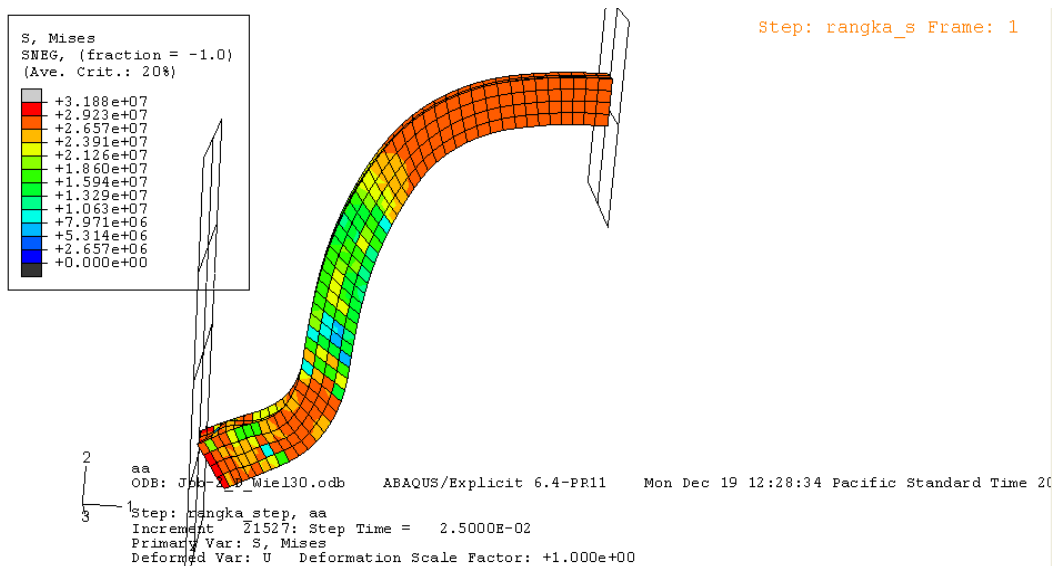 Step: rangka_s Frame: 1
S, Mises
SNEG, (fraction = -1.0)
(Ave. Crit.: 20%)
+3.188e+07
+2.923e+07
+2.657e+07
+2.391e+07
+2.126e+07
+1.860e+07
+1.594e+07
+1.329e+07
+1.063e+07
+7.971e+06
+5.314e+06
+2.657e+06
+0.000e+00
2
1
3
aa
ODB: ABAQUS/Explicit 6.4-PR11 Mon Dec 19 12:28:34 Pacific Standard Time 20
Step: rangka_step, aa
Increment 21527: Step Time = 2.5000E-02
Primary Var: S, Mises
Deformed Var: U Deformation Scale Factor: +1.000e+00